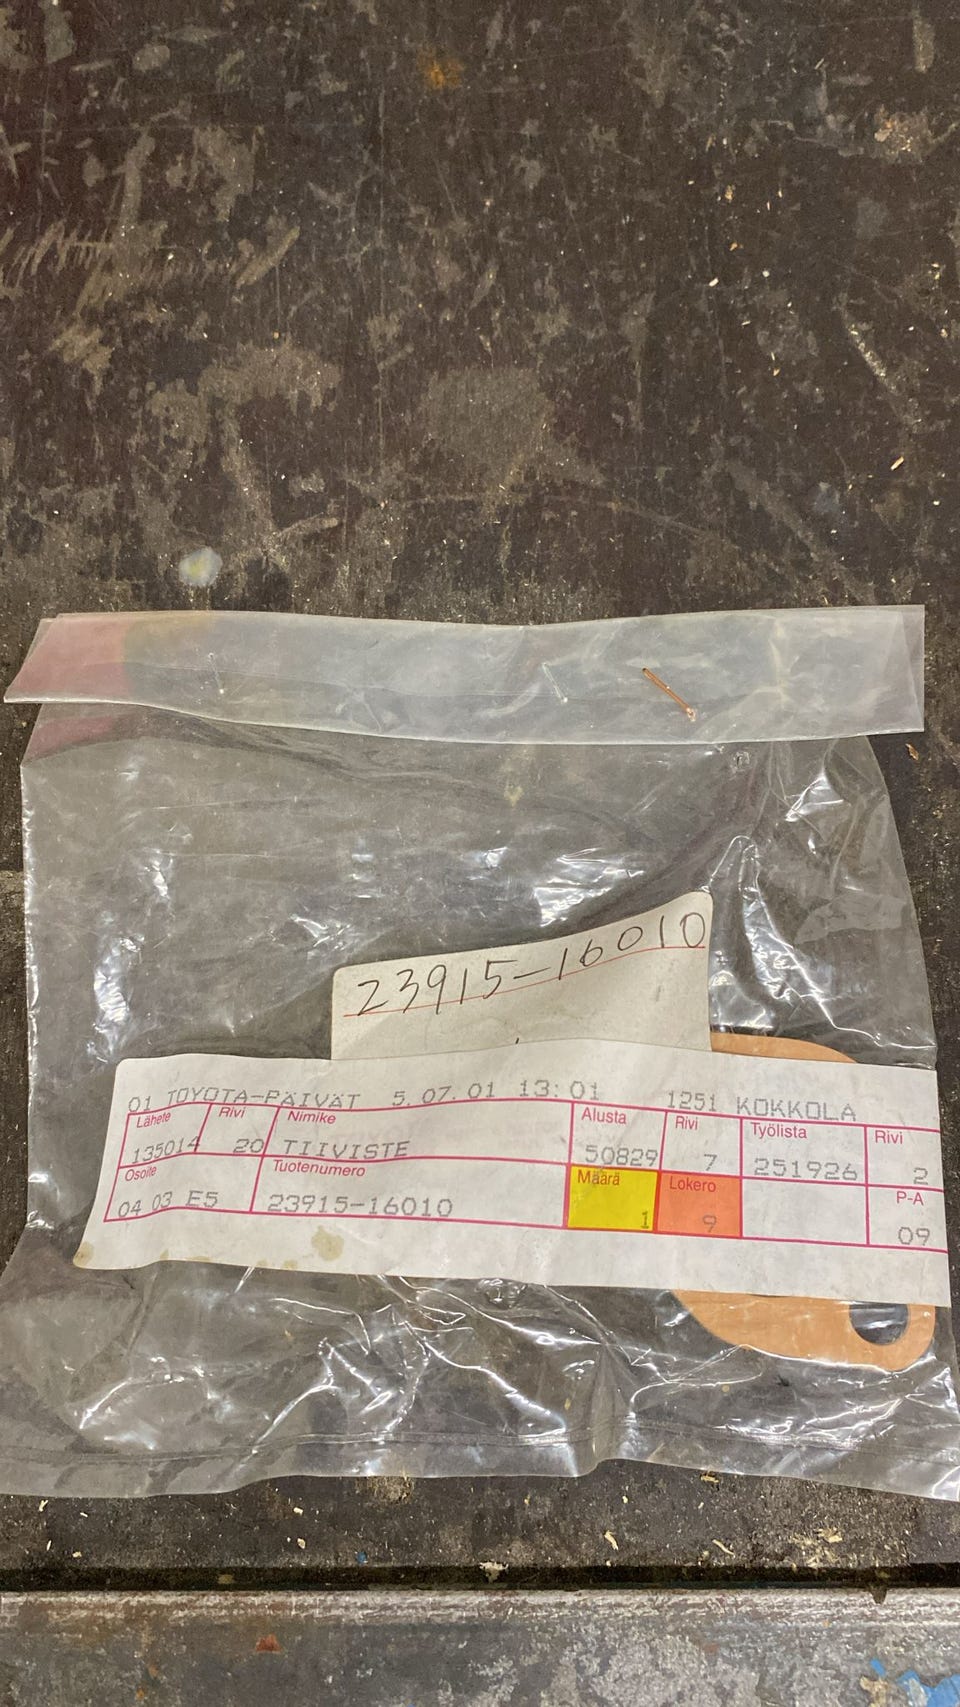 23915-16010
01 TOYOTA-PÄIVÄT 5.07.01 13:01 1251 KOKKOLA
Lähete Rivi Nimike Alusta Rivi Työlista Rivi
135014 20 TIIVISTE 50829 7 251926 2
Osoite Tuotenumero Määrä Lokero P-A
04 03 E5 23915-16010 1 9 09